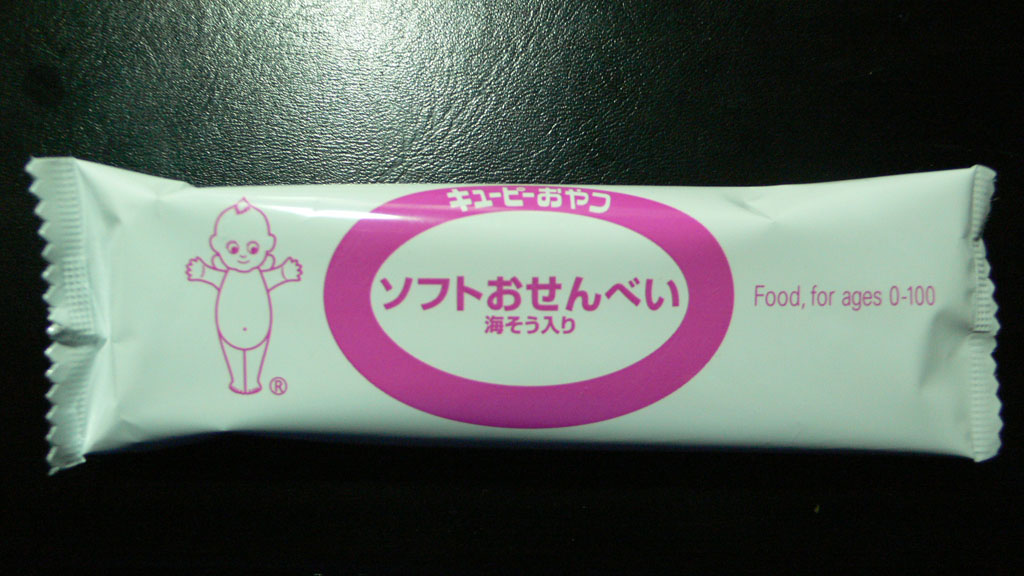 キューピーおやつ
ソフトおせんべい
海そう入り
Food, for ages 0-100
®